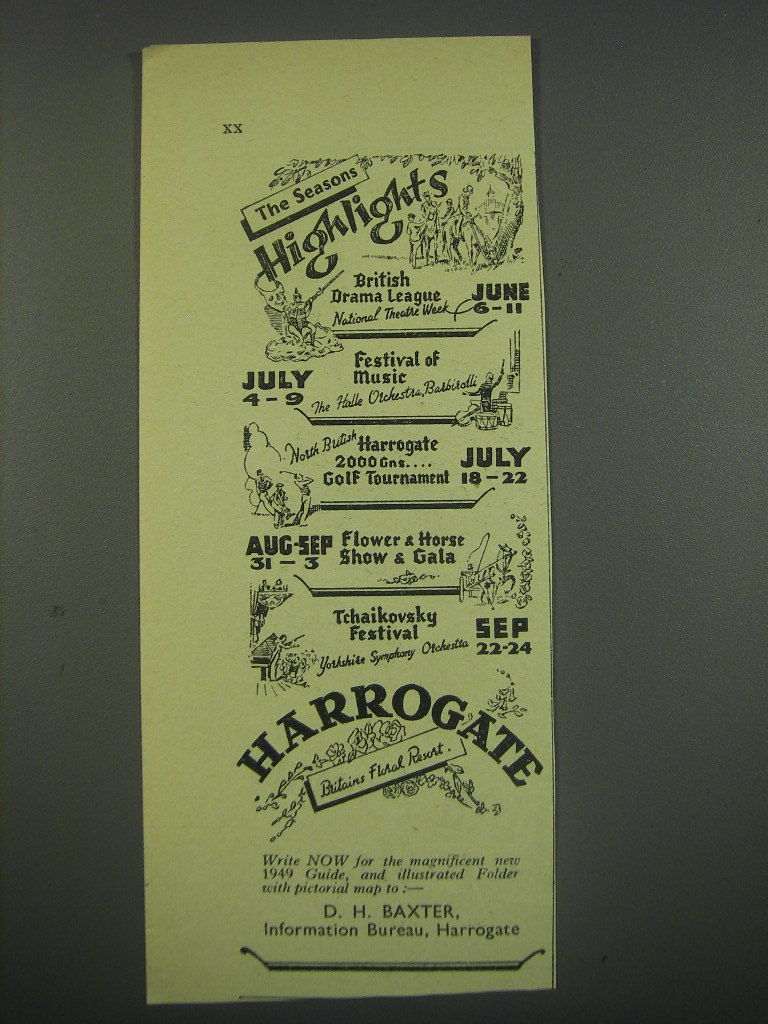 xx
The Seasons
Highlights
British
Drama League
National Theatre Week
JUNE
6-11
JULY
4-9
Festival of
Music
The Halle Orchestra, Barbirolli
North British Harrogate
2000 Gns....
Golf Tournament
JULY
18-22
AUG-SEP
31-3
Flower & Horse
Show & Gala
Tchaikovsky
Festival
Yorkshire Symphony Orchestra
SEP
22-24
HARROGATE
Britains Floral Resort.
Write NOW for the magnificent new
1949 Guide, and illustrated Folder
with pictorial map to :—
D. H. BAXTER,
Information Bureau, Harrogate